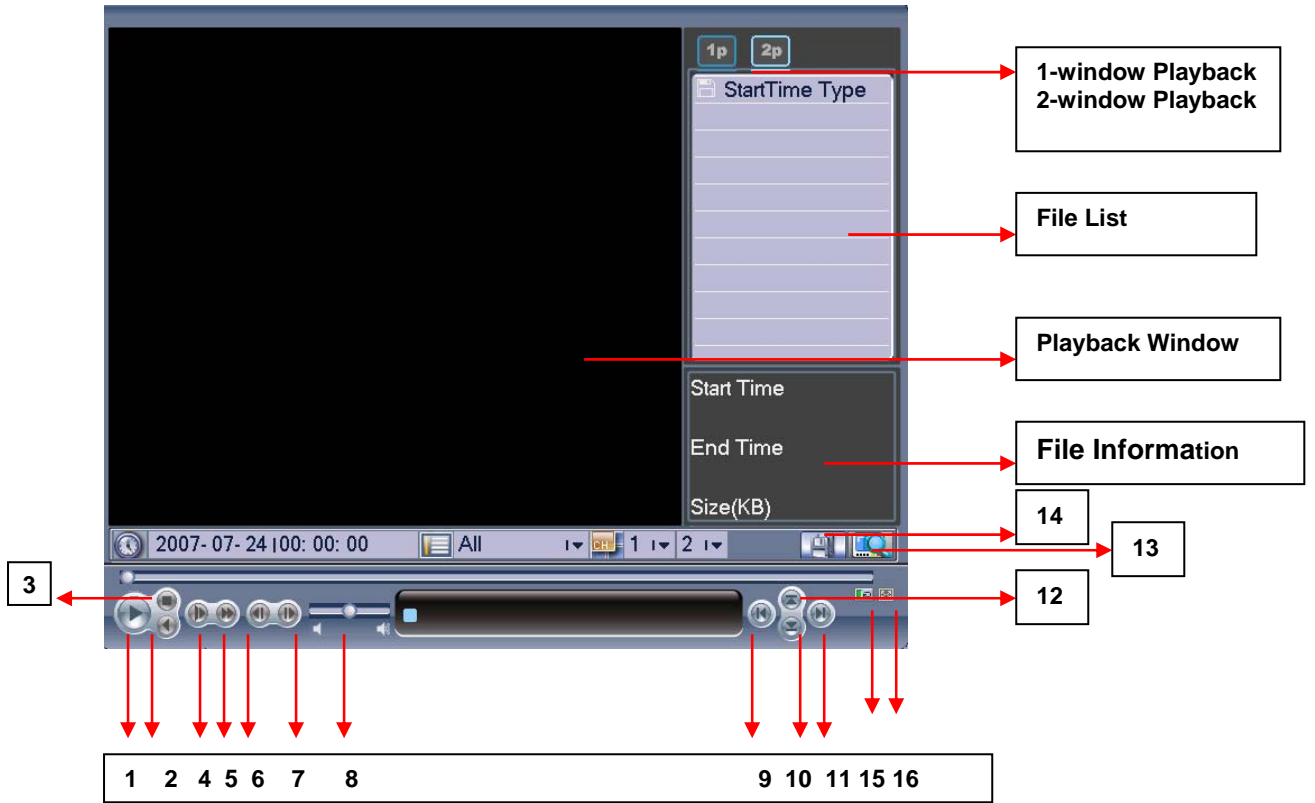 1p 2p
1-window Playback
2-window Playback
StartTime Type
File List
Playback Window
Start Time
End Time
File Information
Size(KB)
14
2007- 07- 24 |00: 00: 00 All CH 1 2
13
3
12
1 2 4 5 6 7 8 9 10 11 15 16